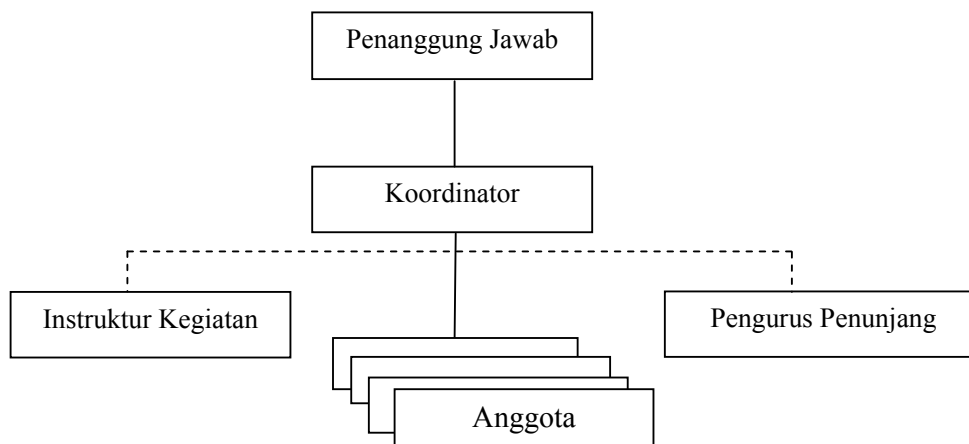 Penanggung Jawab
Koordinator
Instruktur Kegiatan
Pengurus Penunjang
Anggota